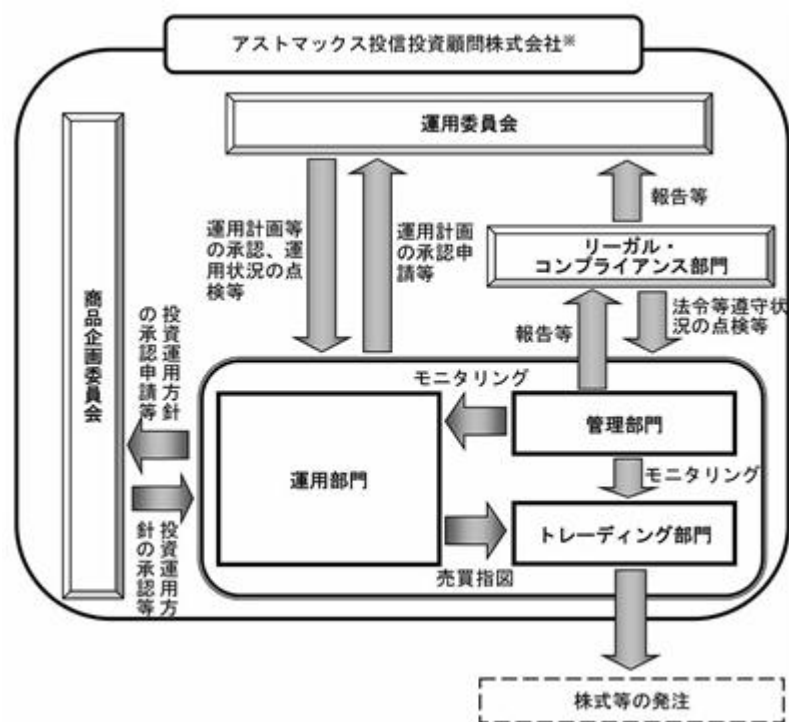 アストマックス投信投資顧問株式会社※
運用委員会
運用計画等
の承認、運
用状況の点
検等
運用計画
の承認申
請等
報告等
リーガル・
コンプライアンス部門
報告等
法令等遵守状
況の点検等
商品企画委員会
投資運用方針
の承認申請等
投資運用方
針の承認等
モニタリング
運用部門
管理部門
モニタリング
売買指図
トレーディング部門
株式等の発注